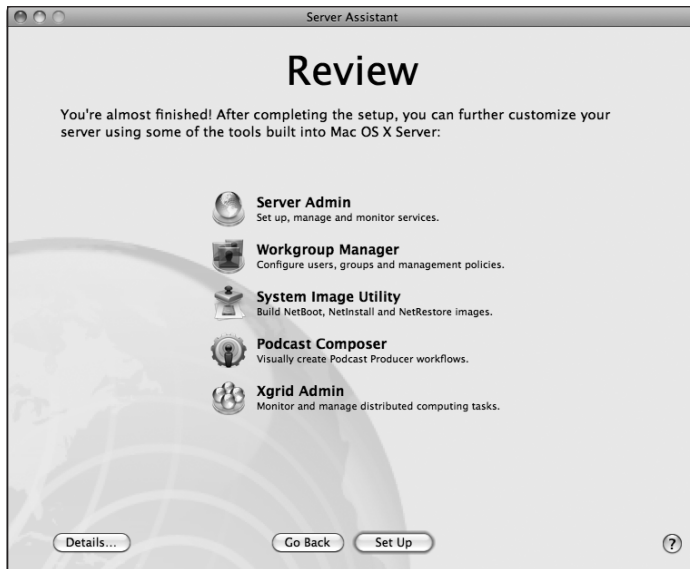 Server Assistant
Review
You're almost finished! After completing the setup, you can further customize your
server using some of the tools built into Mac OS X Server:
Server Admin
Set up, manage and monitor services.
Workgroup Manager
Configure users, groups and management policies.
System Image Utility
Build NetBoot, NetInstall and NetRestore images.
Podcast Composer
Visually create Podcast Producer workflows.
Xgrid Admin
Monitor and manage distributed computing tasks.
Details...
Go Back
Set Up
?